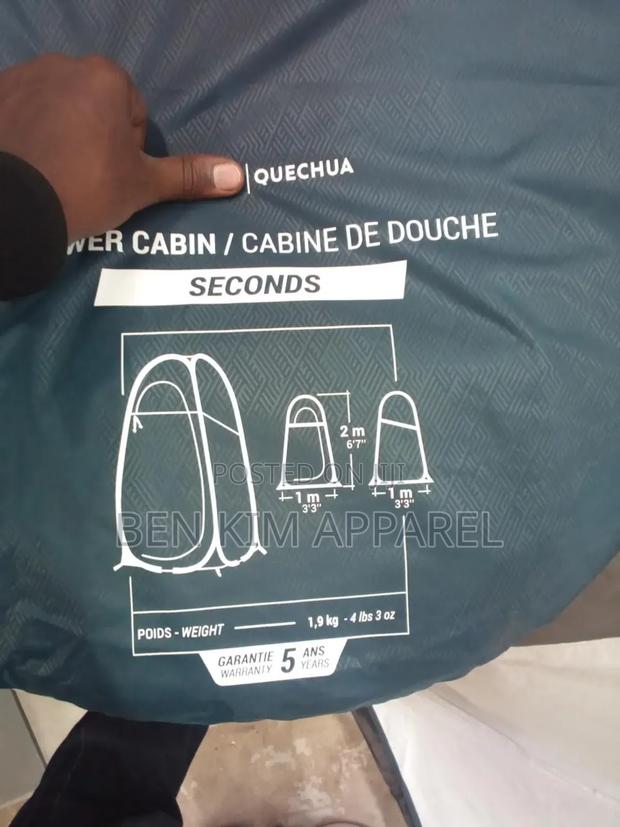 QUECHUA
WER CABIN / CABINE DE DOUCHE
SECONDS
2 m
6'7"
1 m
3'3"
1 m
3'3"
POSTED ON
BEN KIM APPAREL
POIDS - WEIGHT 1,9 kg - 4 lbs 3 oz
GARANTIE 5 ANS
WARRANTY YEARS